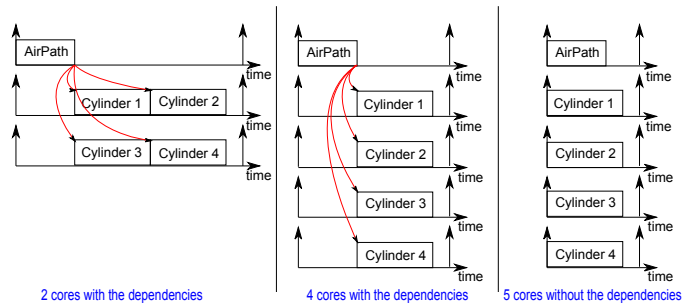 AirPath
time
Cylinder 1 Cylinder 2
time
Cylinder 3 Cylinder 4
time
2 cores with the dependencies
AirPath
time
Cylinder 1
time
Cylinder 2
time
Cylinder 3
time
Cylinder 4
time
4 cores with the dependencies
AirPath
time
Cylinder 1
time
Cylinder 2
time
Cylinder 3
time
Cylinder 4
time
5 cores without the dependencies